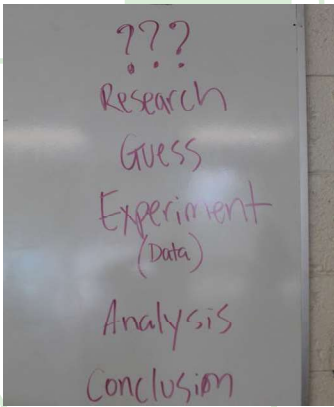 ???
Research
Guess
Experiment
(Data)
Analysis
Conclusion